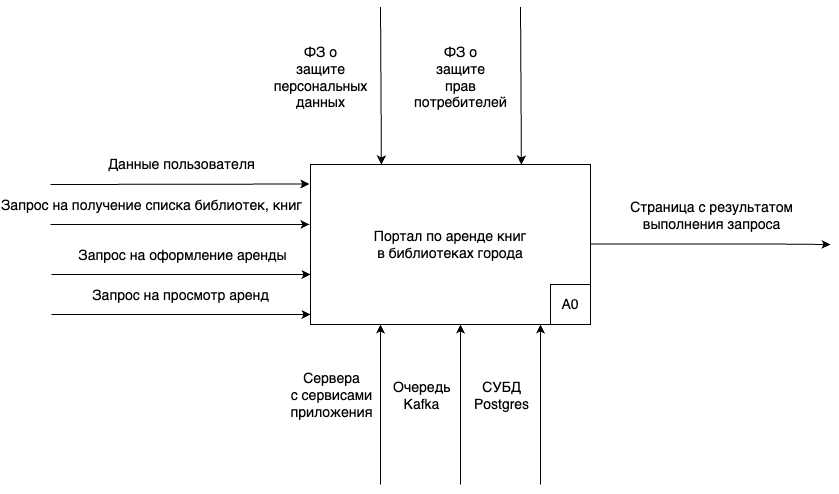 ФЗ о
защите
персональных
данных
ФЗ о
защите
прав
потребителей
Данные пользователя
Запрос на получение списка библиотек, книг
Запрос на оформление аренды
Запрос на просмотр аренд
Портал по аренде книг
в библиотеках города
A0
Страница с результатом
выполнения запроса
Сервера
с сервисами
приложения
Очередь
Kafka
СУБД
Postgres